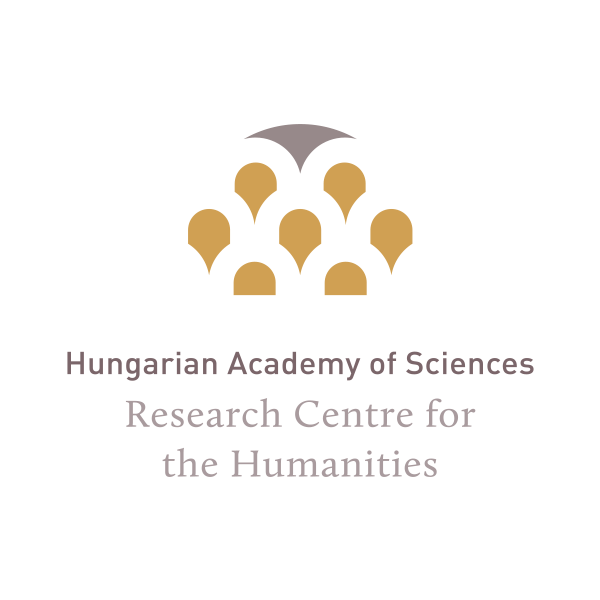 Hungarian Academy of Sciences
Research Centre for
the Humanities